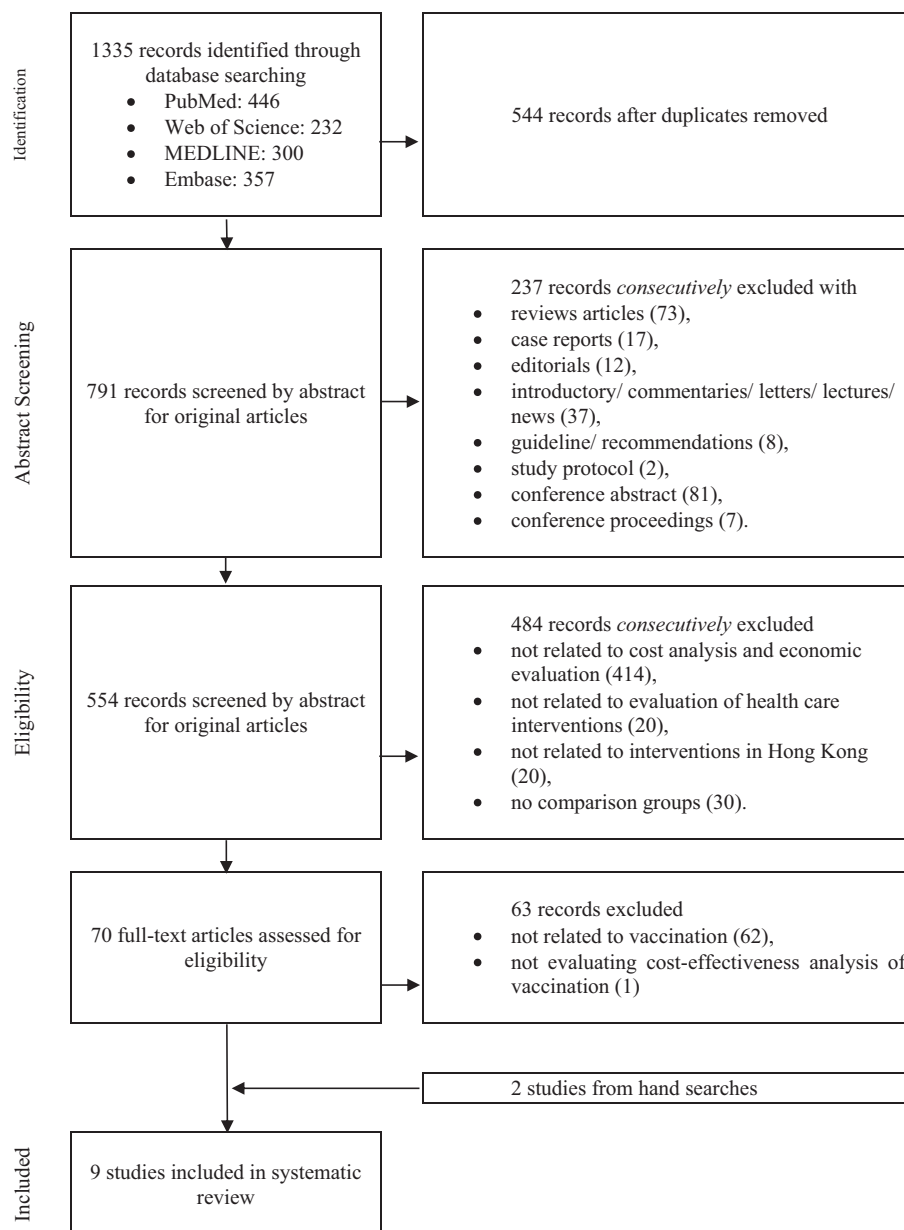 Identification
1335 records identified through
database searching
• PubMed: 446
• Web of Science: 232
• MEDLINE: 300
• Embase: 357
544 records after duplicates removed
Abstract Screening
791 records screened by abstract
for original articles
237 records consecutively excluded with
• reviews articles (73),
• case reports (17),
• editorials (12),
• introductory/ commentaries/ letters/ lectures/
news (37),
• guideline/ recommendations (8),
• study protocol (2),
• conference abstract (81),
• conference proceedings (7).
Eligibility
554 records screened by abstract
for original articles
484 records consecutively excluded
• not related to cost analysis and economic
evaluation (414),
• not related to evaluation of health care
interventions (20),
• not related to interventions in Hong Kong
(20),
• no comparison groups (30).
70 full-text articles assessed for
eligibility
63 records excluded
• not related to vaccination (62),
• not evaluating cost-effectiveness analysis of
vaccination (1)
2 studies from hand searches
Included
9 studies included in systematic
review